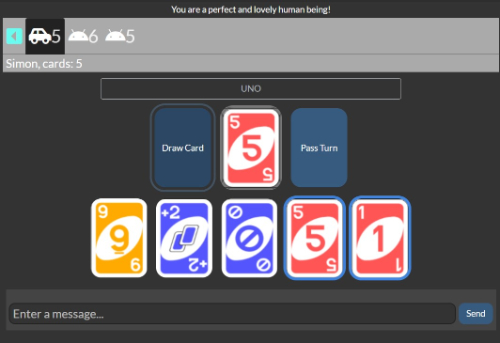 You are a perfect and lovely human being!
5 6 5
Simon, cards: 5
UNO
Draw Card
5
5
5
Pass Turn
9 +2 5 1
9 5 1
9 +2 5 1
Enter a message... Send